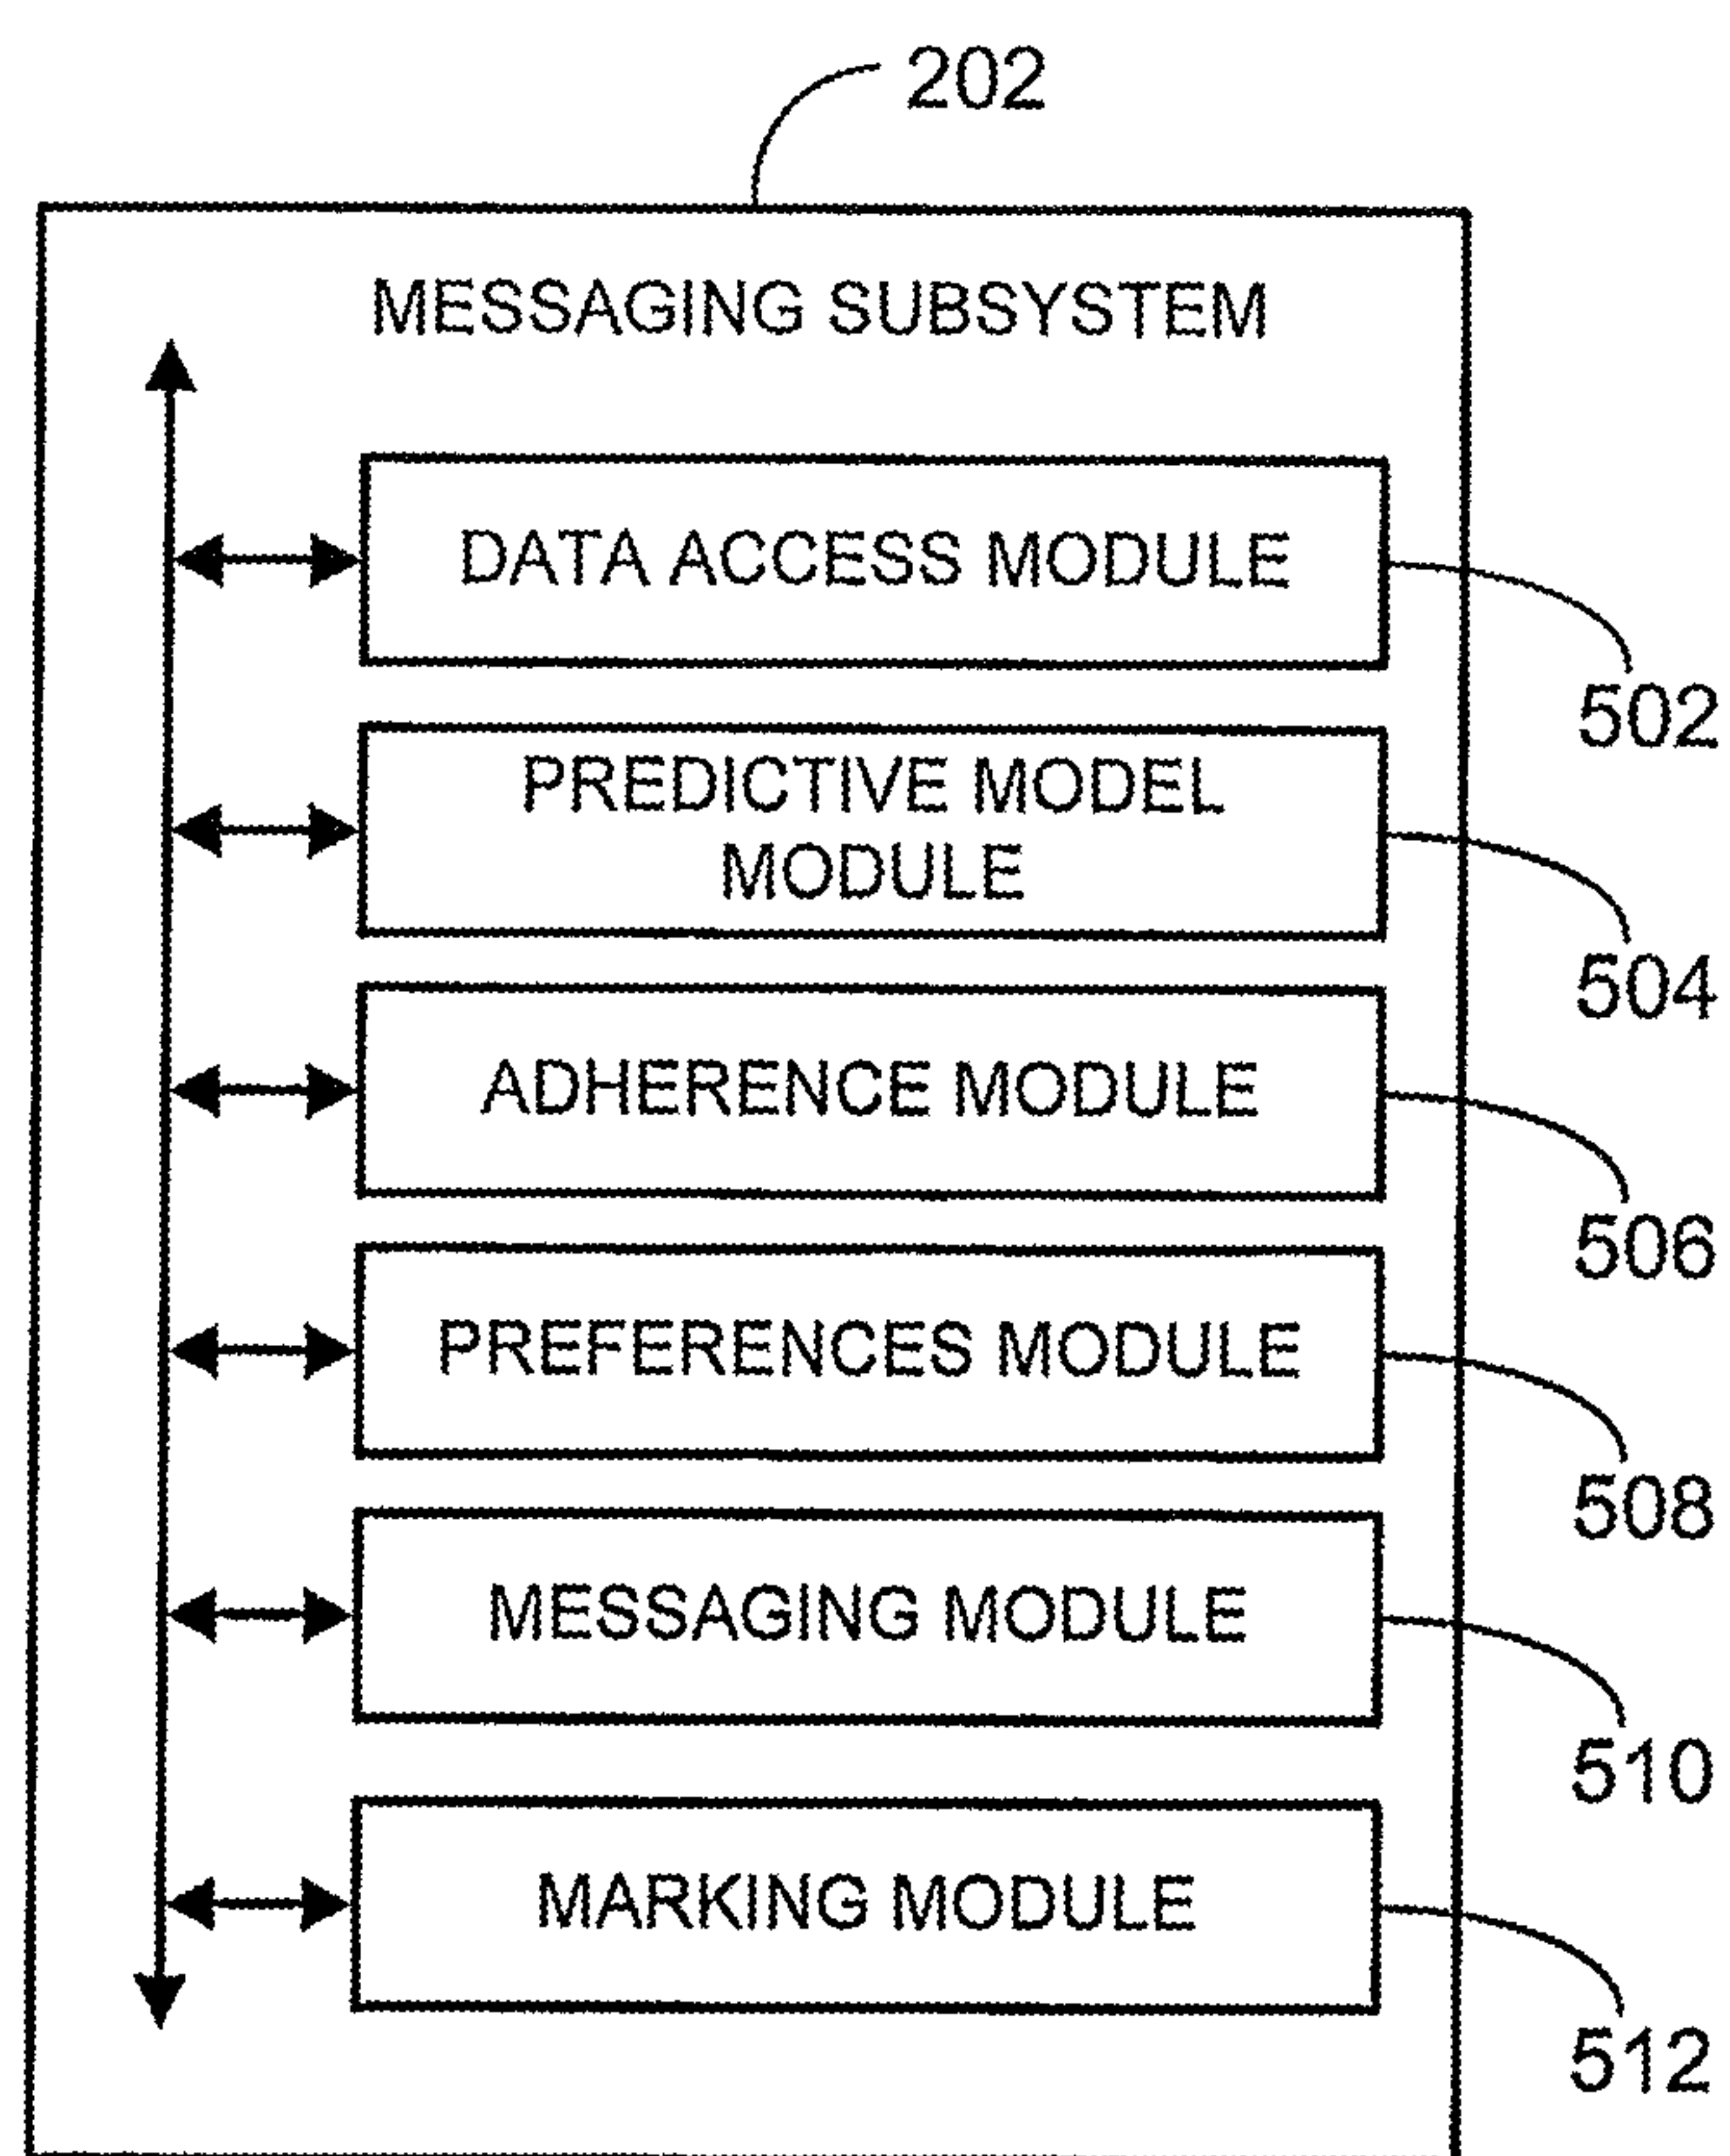 202
MESSAGING SUBSYSTEM
DATA ACCESS MODULE
502
PREDICTIVE MODEL
MODULE
504
ADHERENCE MODULE
506
PREFERENCES MODULE
508
MESSAGING MODULE
510
MARKING MODULE
512